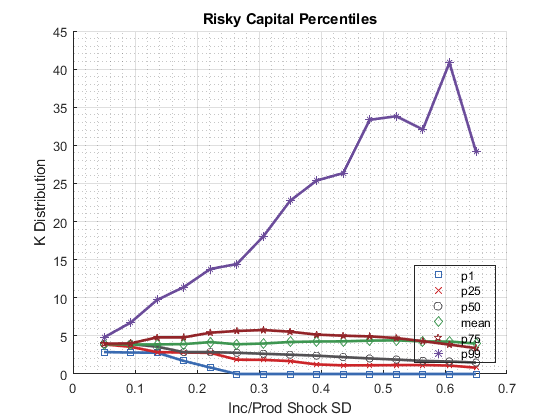 Risky Capital Percentiles
45
40
35
30
25
20
15
10
5
0
K Distribution
p1
p25
p50
mean
p75
p99
0 0.1 0.2 0.3 0.4 0.5 0.6 0.7
Inc/Prod Shock SD